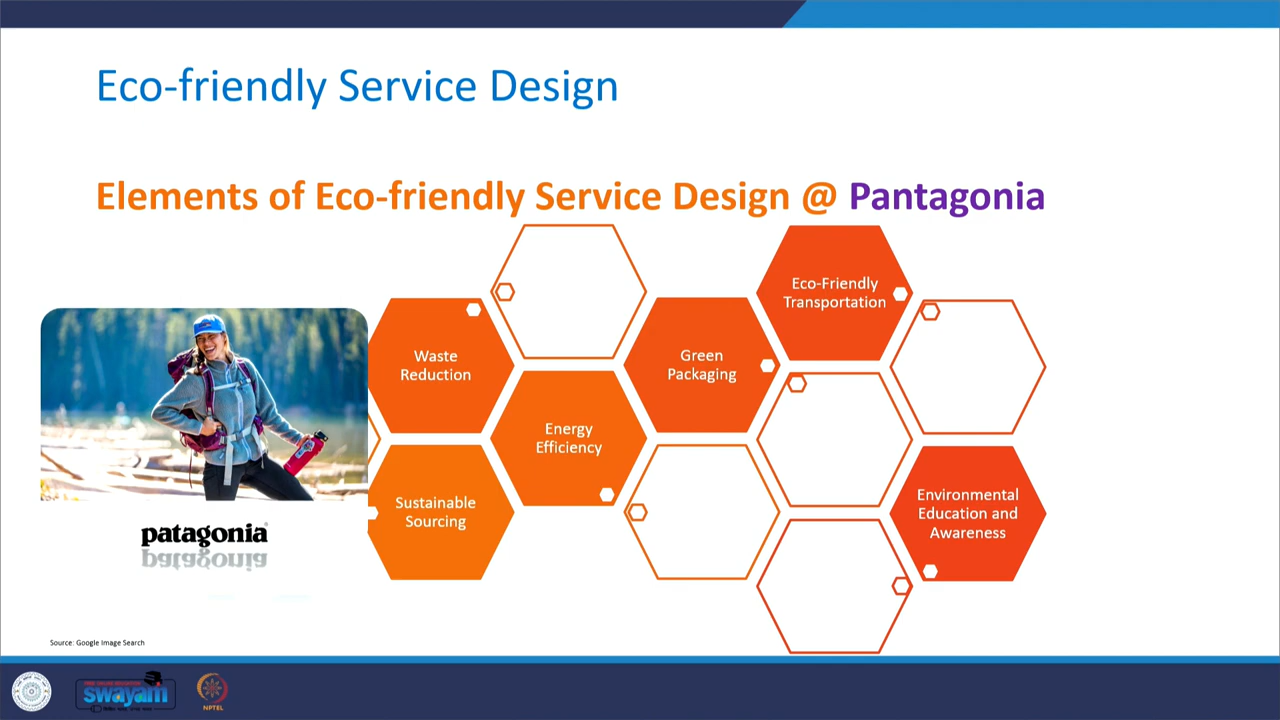 Eco-friendly Service Design
Elements of Eco-friendly Service Design @ Pantagonia
Eco-Friendly
Transportation
Waste
Reduction
Green
Packaging
Energy
Efficiency
Sustainable
Sourcing
Environmental
Education and
Awareness
patagonia
Source: Google Image Search
swayam
NPTEL